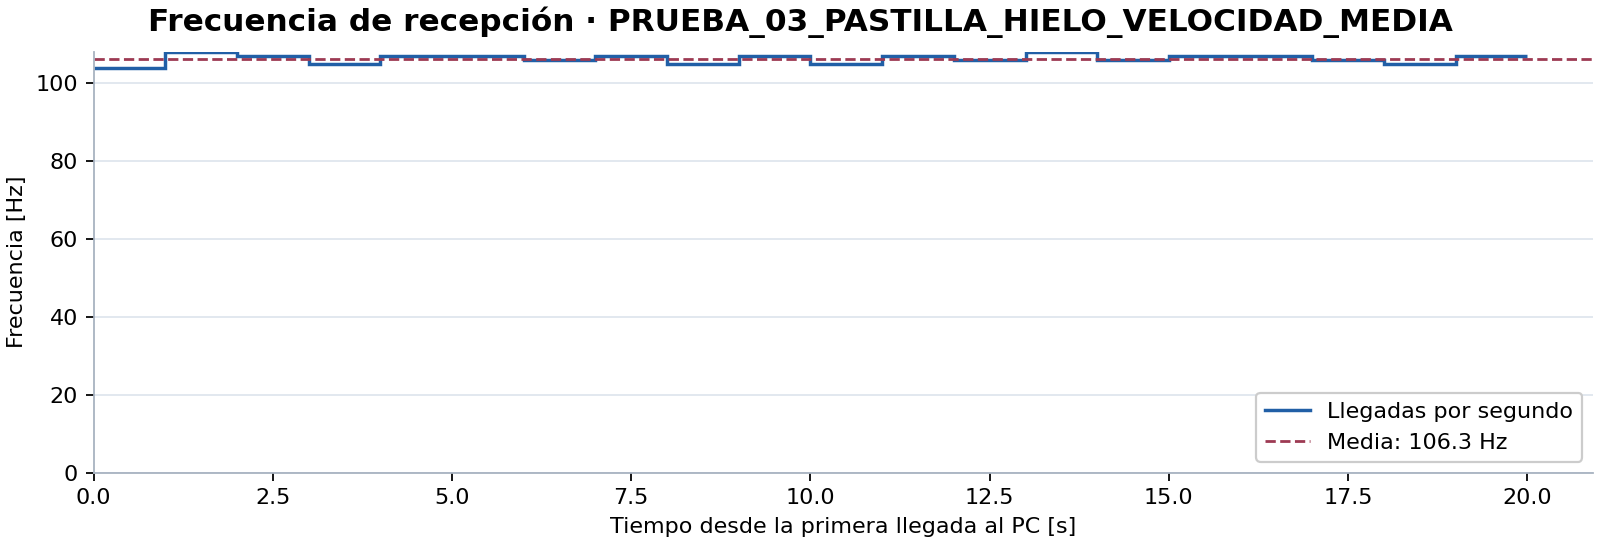 Frecuencia de recepción · PRUEBA_03_PASTILLA_HIELO_VELOCIDAD_MEDIA
Frecuencia [Hz]
100
80
60
40
20
0
0.0 2.5 5.0 7.5 10.0 12.5 15.0 17.5 20.0
Tiempo desde la primera llegada al PC [s]
Llegadas por segundo
Media: 106.3 Hz